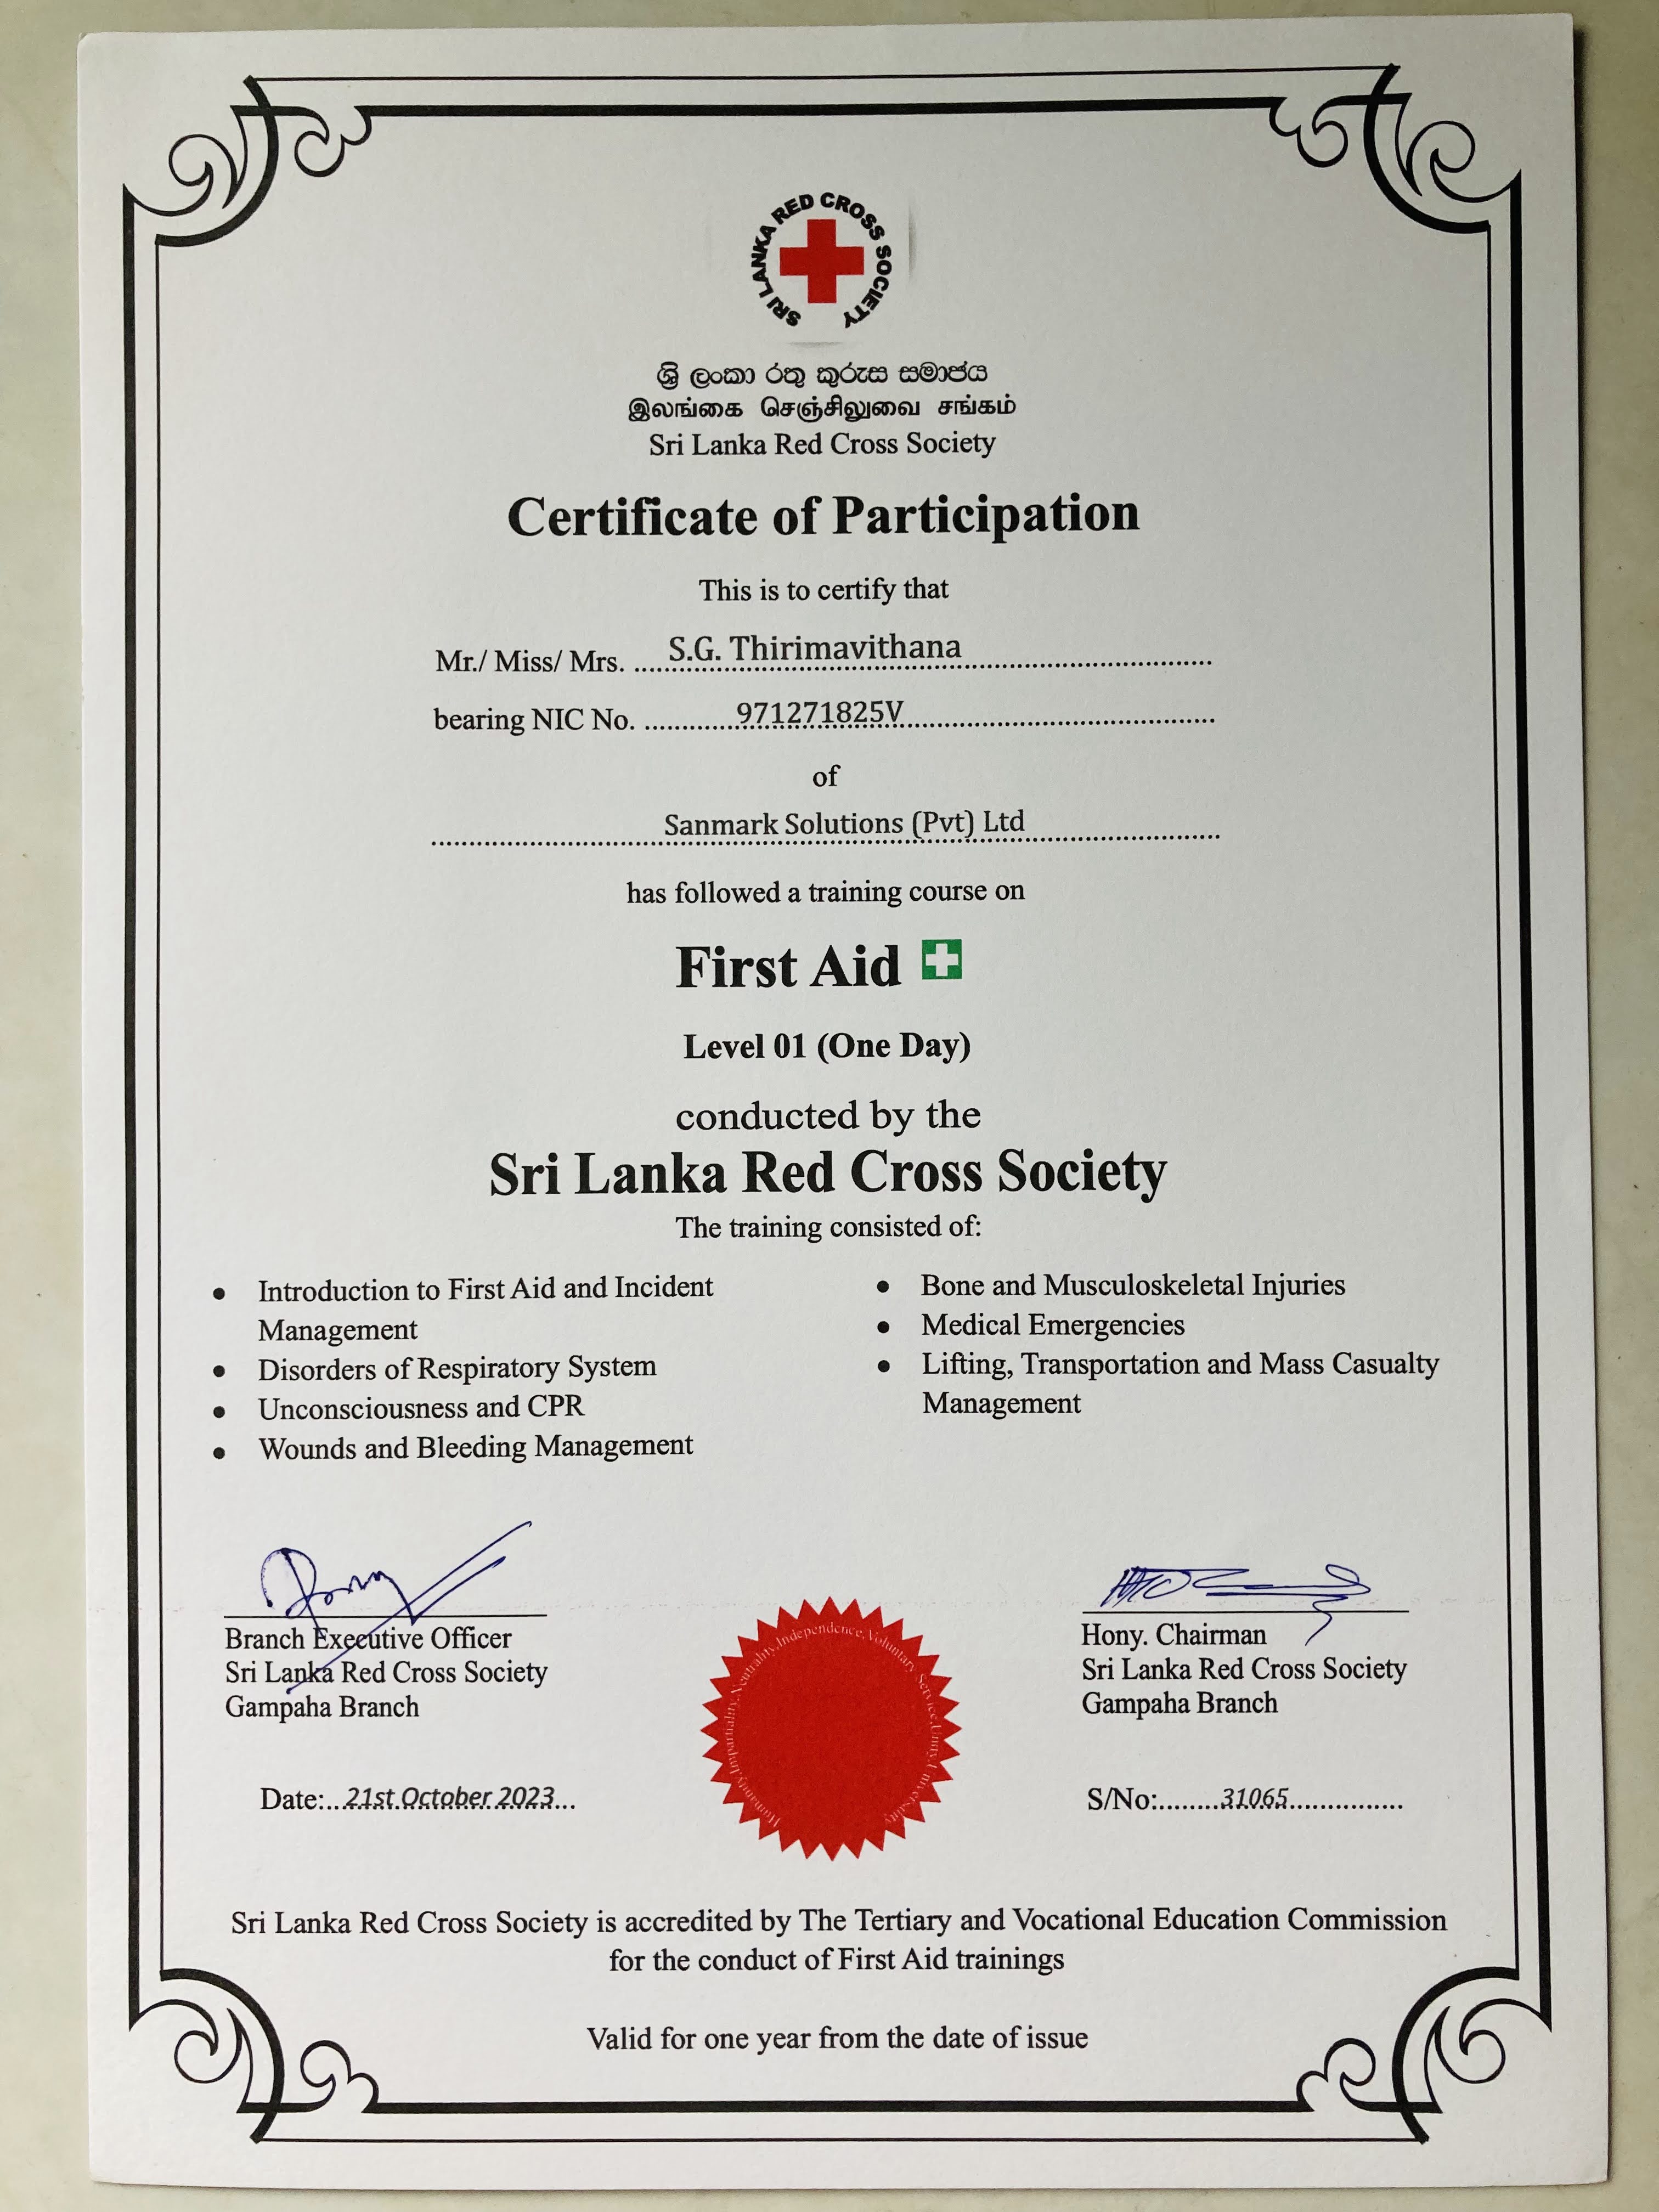 SRI LANKA RED CROSS SOCIETY
ශ්‍රී ලංකා රතු කුරුස සමාජය
இலங்கை செஞ்சிலுவை சங்கம்
Sri Lanka Red Cross Society
Certificate of Participation
This is to certify that
Mr./ Miss/ Mrs. .....S.G. Thirimavithana..............................
bearing NIC No. ............971271825V..............................
of
Sanmark Solutions (Pvt) Ltd
has followed a training course on
First Aid
Level 01 (One Day)
conducted by the
Sri Lanka Red Cross Society
The training consisted of:
• Introduction to First Aid and Incident
Management
• Disorders of Respiratory System
• Unconsciousness and CPR
• Wounds and Bleeding Management
• Bone and Musculoskeletal Injuries
• Medical Emergencies
• Lifting, Transportation and Mass Casualty
Management
Branch Executive Officer
Sri Lanka Red Cross Society
Gampaha Branch
Hony. Chairman
Sri Lanka Red Cross Society
Gampaha Branch
Neutrality, Independence, Voluntary Service, Unity
Date:...21st October 2023...
S/No:........31065...............
Sri Lanka Red Cross Society is accredited by The Tertiary and Vocational Education Commission
for the conduct of First Aid trainings
Valid for one year from the date of issue